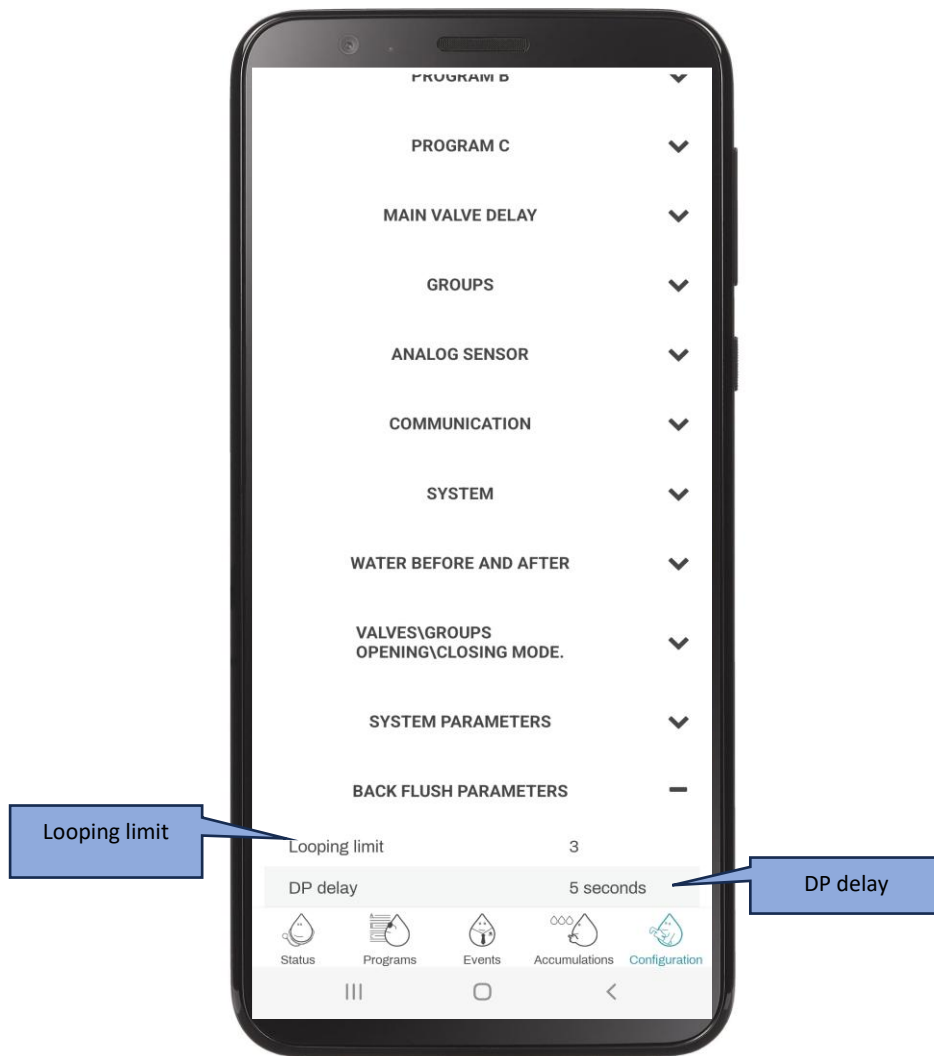 PROGRAM B
PROGRAM C
MAIN VALVE DELAY
GROUPS
ANALOG SENSOR
COMMUNICATION
SYSTEM
WATER BEFORE AND AFTER
VALVES\GROUPS
OPENING\CLOSING MODE.
SYSTEM PARAMETERS
BACK FLUSH PARAMETERS
Looping limit
Looping limit 3
DP delay 5 seconds
DP delay
Status Programs Events Accumulations Configuration